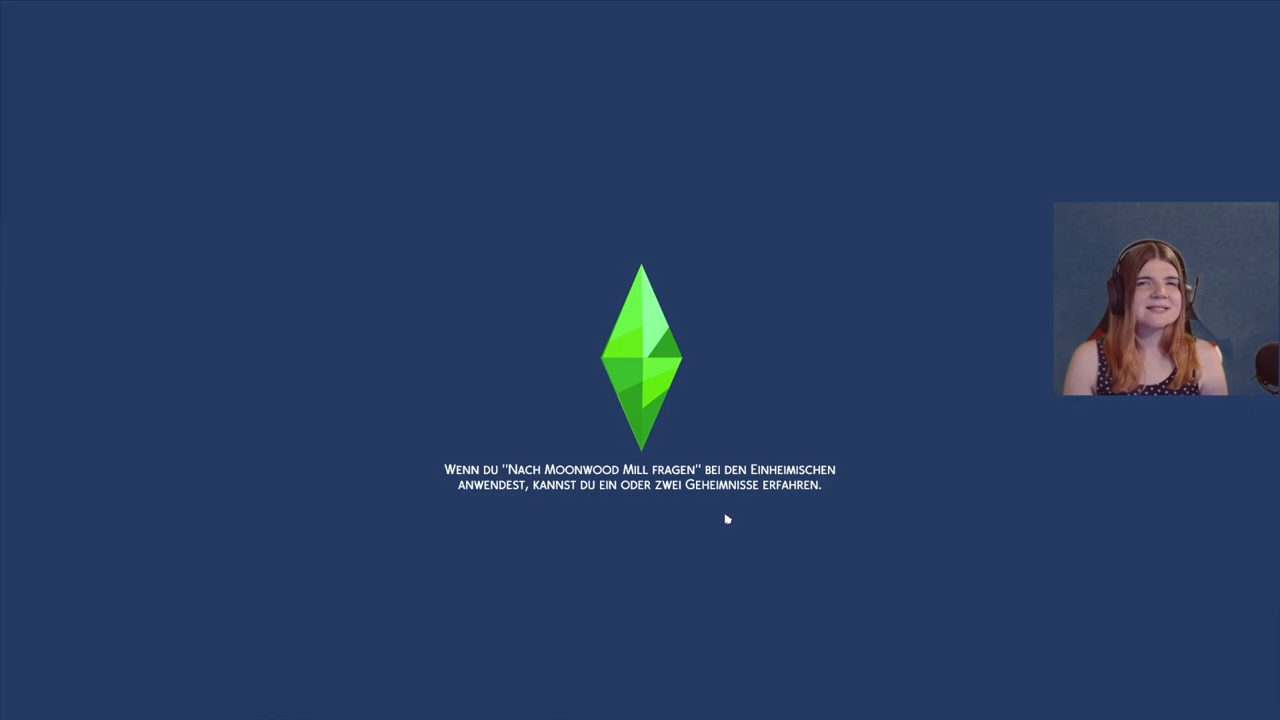 Wenn du "Nach Moonwood Mill fragen" bei den Einheimischen
anwendest, kannst du ein oder zwei Geheimnisse erfahren.